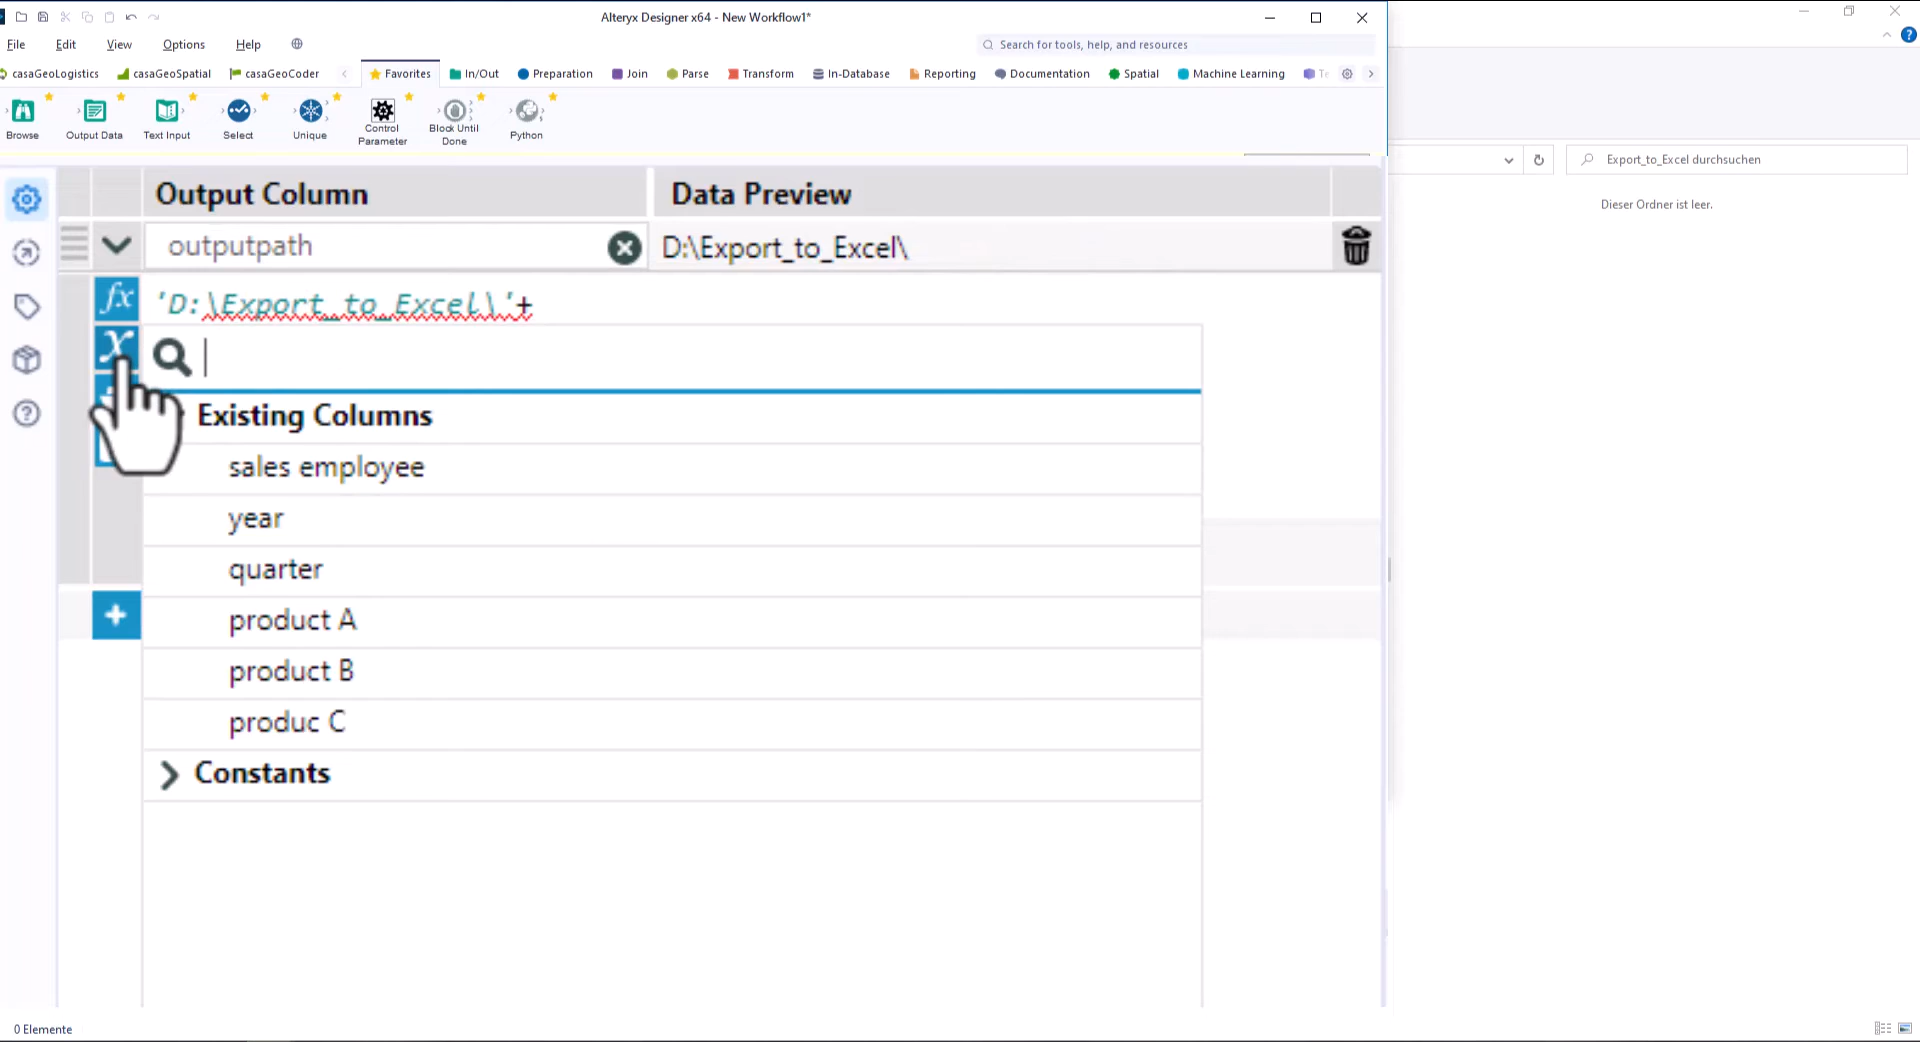 Alteryx Designer x64 - New Workflow1*
File Edit View Options Help
Search for tools, help, and resources
casaGeoLogistics casaGeoSpatial casaGeoCoder Favorites In/Out Preparation Join Parse Transform In-Database Reporting Documentation Spatial Machine Learning Te
Browse Output Data Text Input Select Unique Control Parameter Block Until Done Python
Export_to_Excel durchsuchen
Dieser Ordner ist leer.
Output Column Data Preview
outputpath D:\Export_to_Excel\
fx 'D:\Export_to_Excel\'+
x
Existing Columns
sales employee
year
quarter
product A
product B
produc C
Constants
0 Elemente